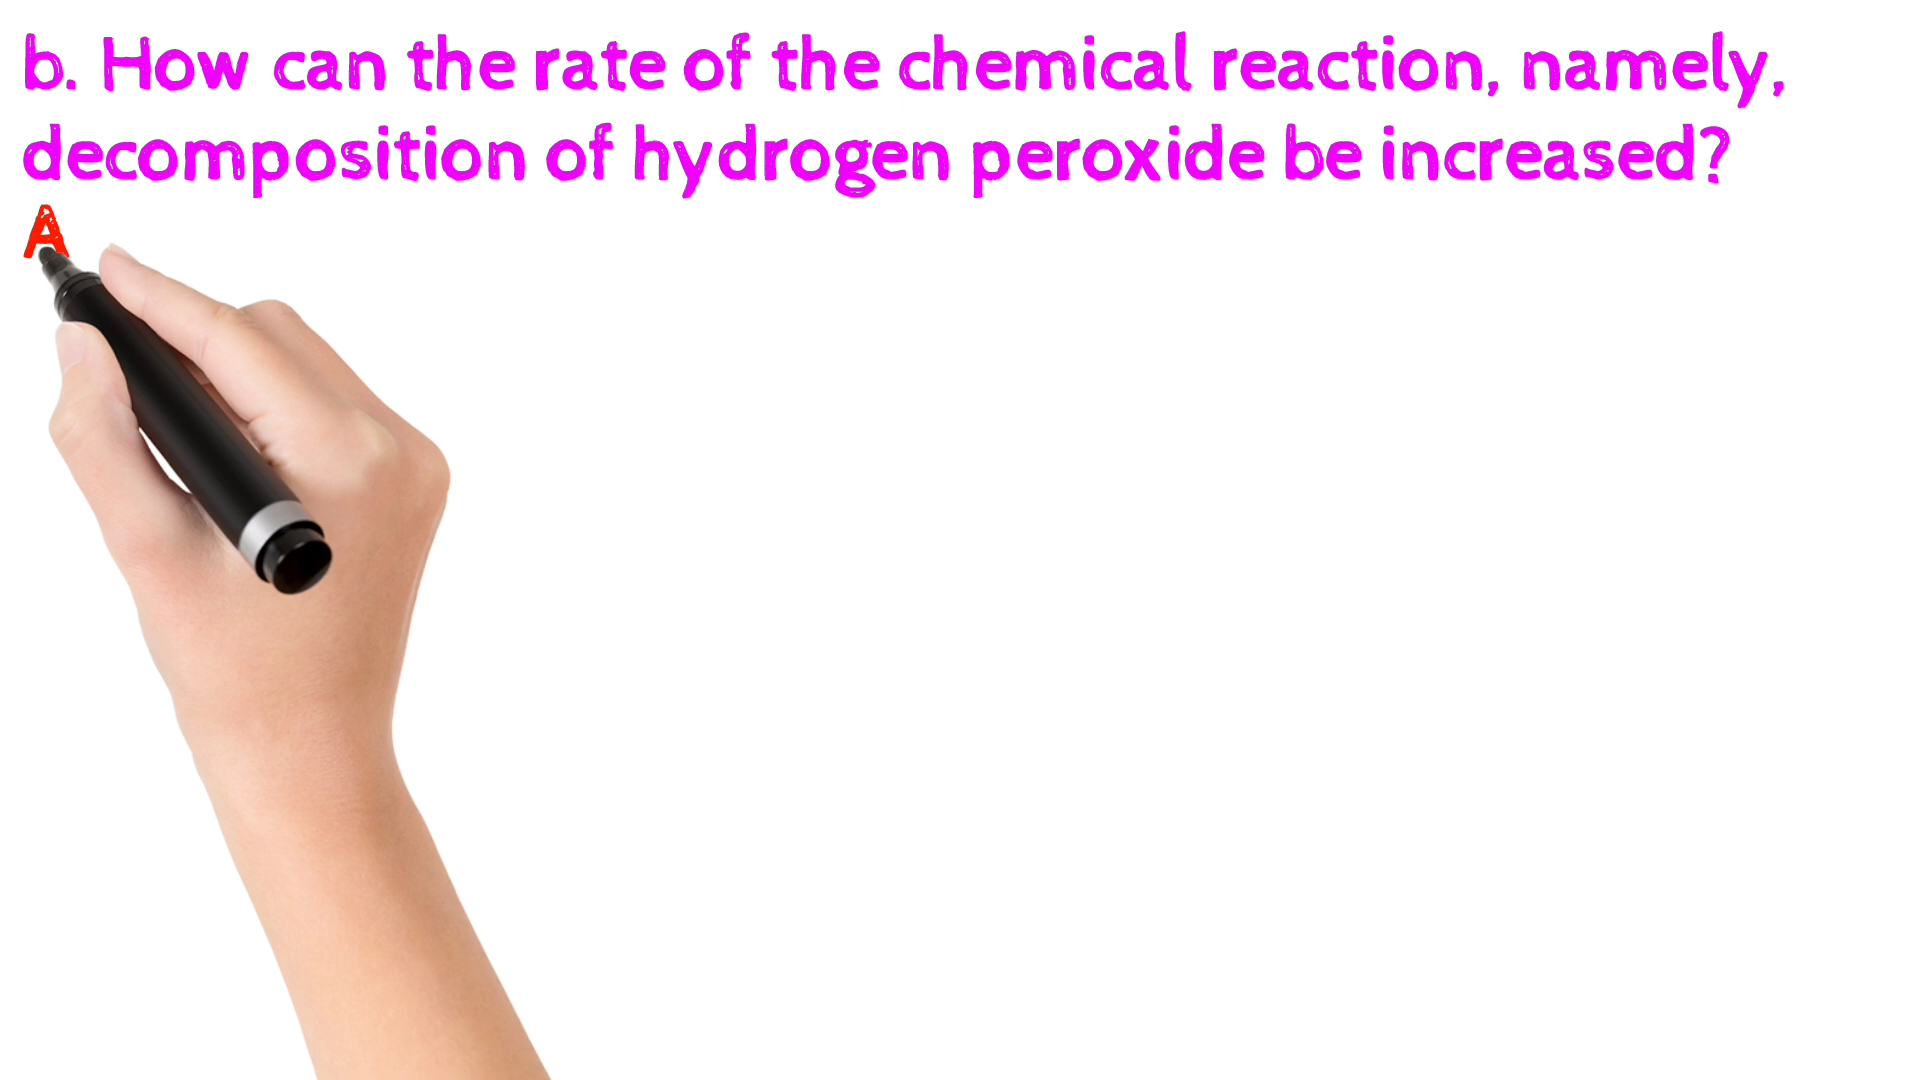 b. How can the rate of the chemical reaction, namely,
decomposition of hydrogen peroxide be increased?
A